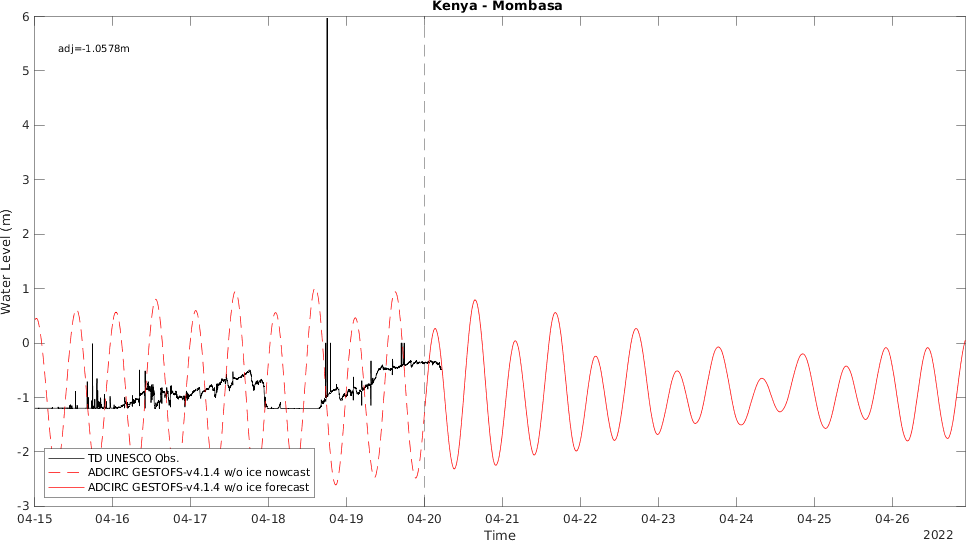 Kenya - Mombasa
adj=-1.0578m
Water Level (m)
6
5
4
3
2
1
0
-1
-2
-3
TD UNESCO Obs.
ADCIRC GESTOFS-v4.1.4 w/o ice nowcast
ADCIRC GESTOFS-v4.1.4 w/o ice forecast
04-15 04-16 04-17 04-18 04-19 04-20 04-21 04-22 04-23 04-24 04-25 04-26
Time
2022